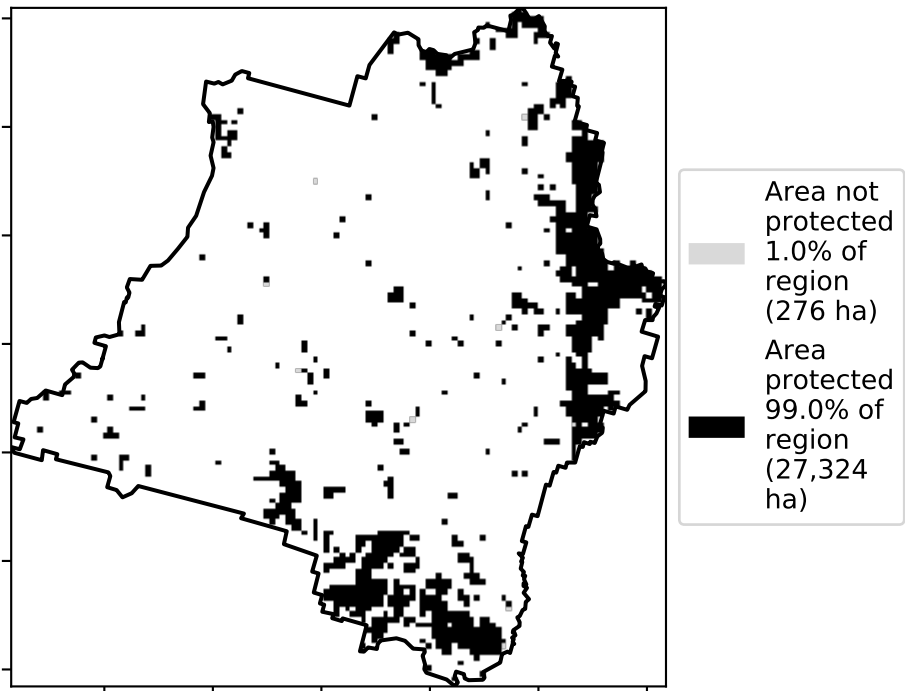 Area not
protected
1.0% of
region
(276 ha)
Area
protected
99.0% of
region
(27,324
ha)